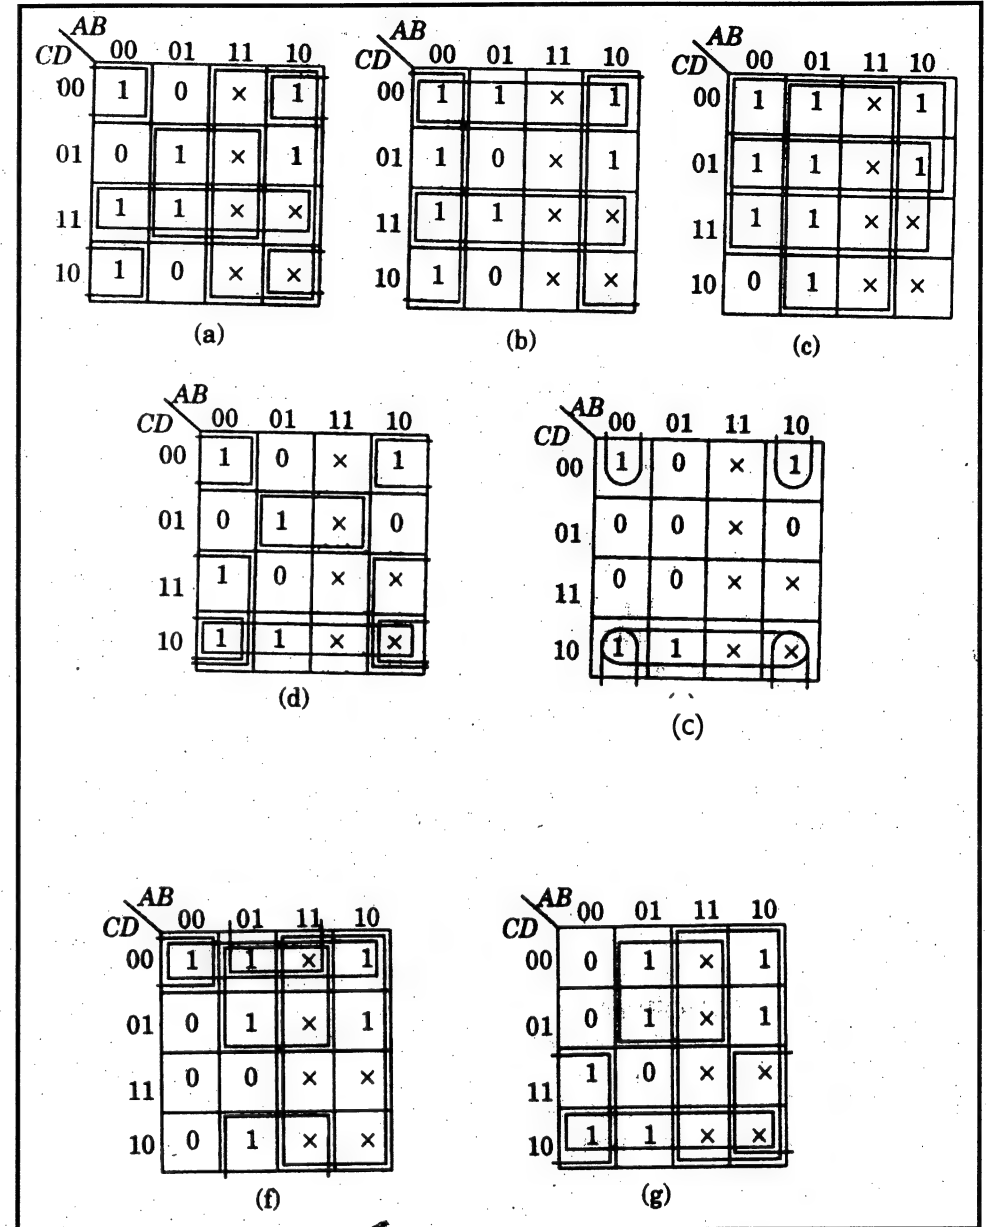 AB AB AB
CD 00 01 11 10 CD 00 01 11 10 CD 00 01 11 10
00 1 0 × 1 00 1 1 × 1 00 1 1 × 1
01 0 1 × 1 01 1 0 × 1 01 1 1 × 1
11 1 1 × × 11 1 1 × × 11 1 1 × ×
10 1 0 × × 10 1 0 × × 10 0 1 × ×
(a) (b) (c)
AB AB
CD 00 01 11 10 CD 00 01 11 10
00 1 0 × 1 00 1 0 × 1
01 0 1 × 0 01 0 0 × 0
11 1 0 × × 11 0 0 × ×
10 1 1 × × 10 1 1 × ×
(d) (c)
AB AB
CD 00 01 11 10 CD 00 01 11 10
00 1 1 × 1 00 0 1 × 1
01 0 1 × 1 01 0 1 × 1
11 0 0 × × 11 1 0 × ×
10 0 1 × × 10 1 1 × ×
(f) (g)